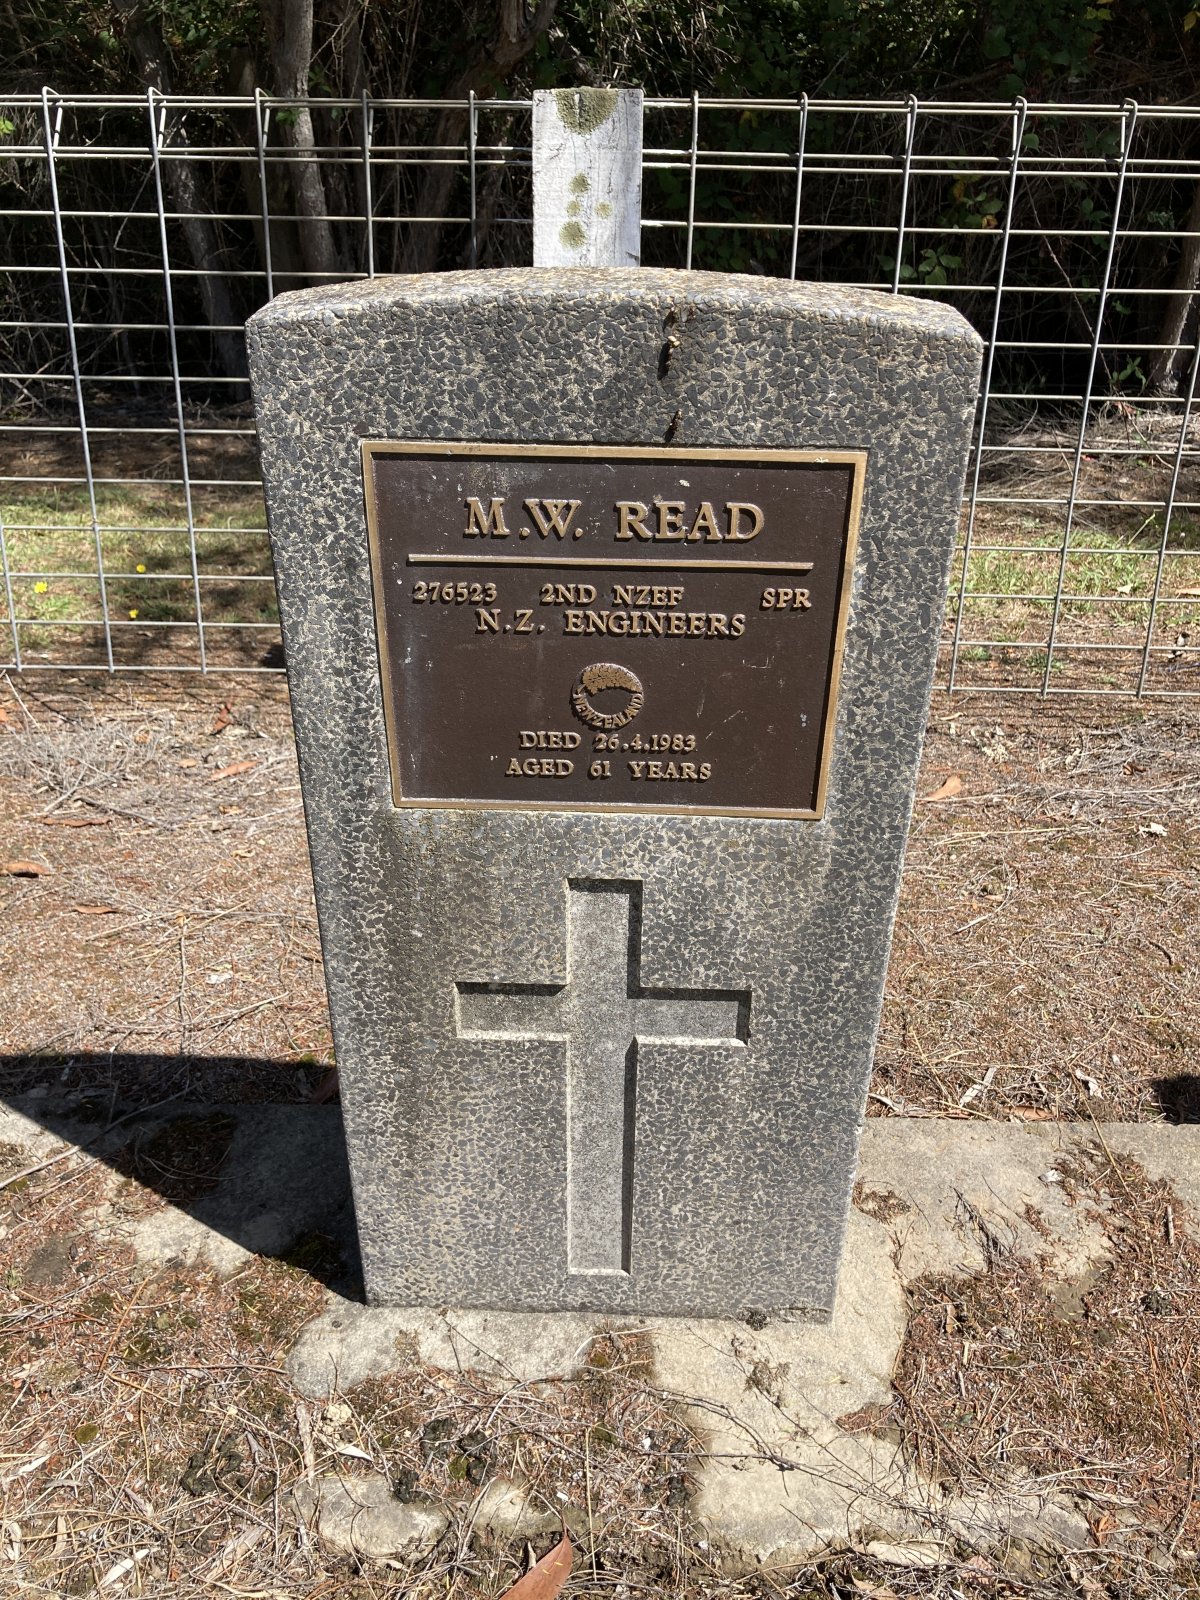 M.W. READ
276523 2ND NZEF SPR
N.Z. ENGINEERS
NEW ZEALAND
DIED 26.4.1983
AGED 61 YEARS